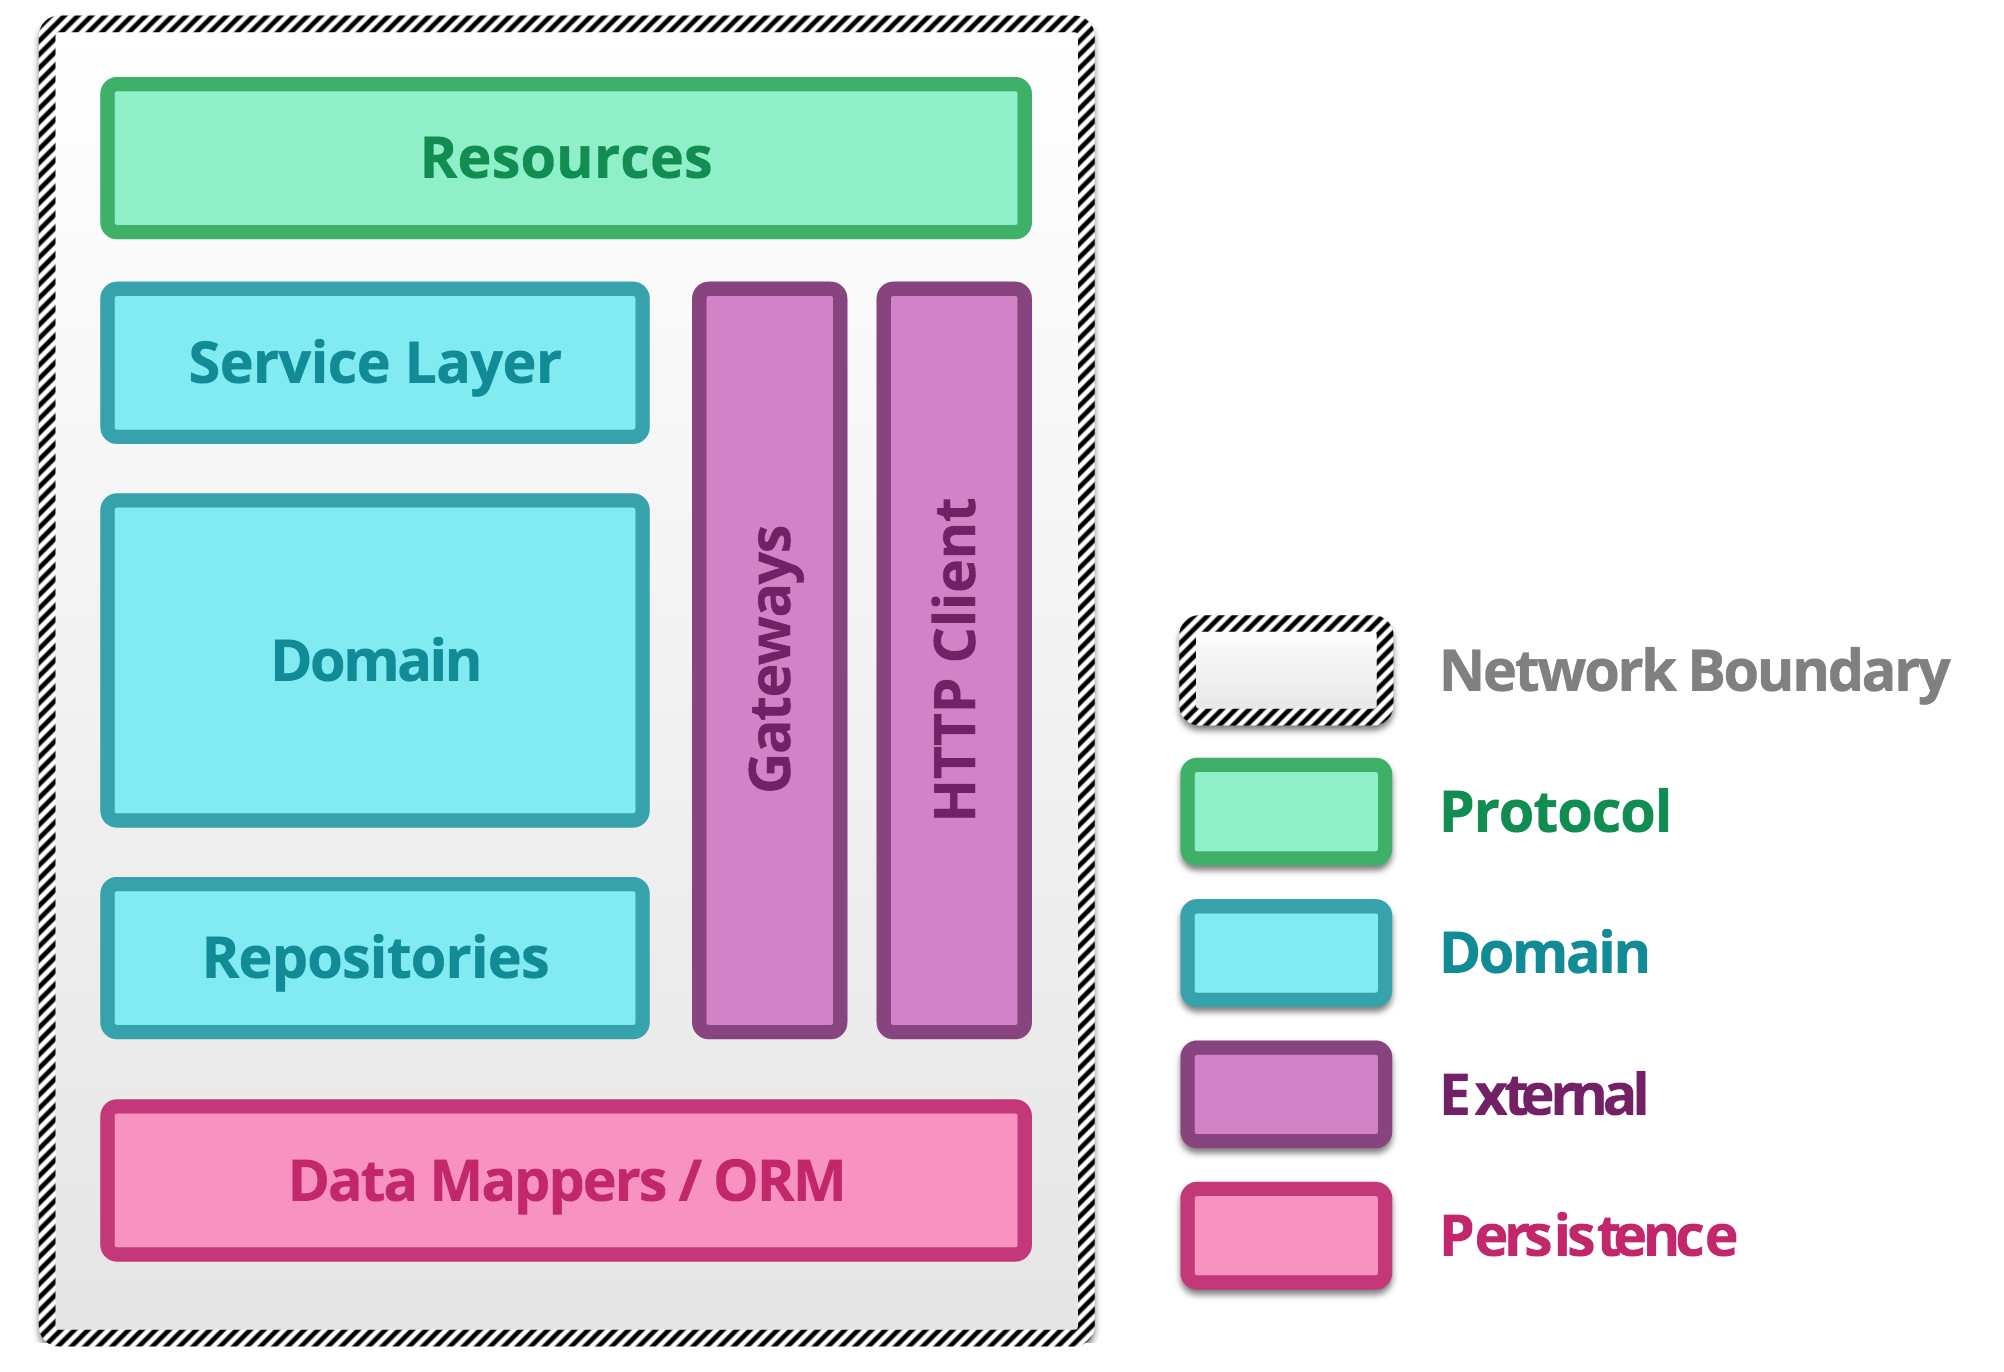 Resources
Service Layer
Domain
Repositories
Gateways
HTTP Client
Data Mappers / ORM
Network Boundary
Protocol
Domain
External
Persistence